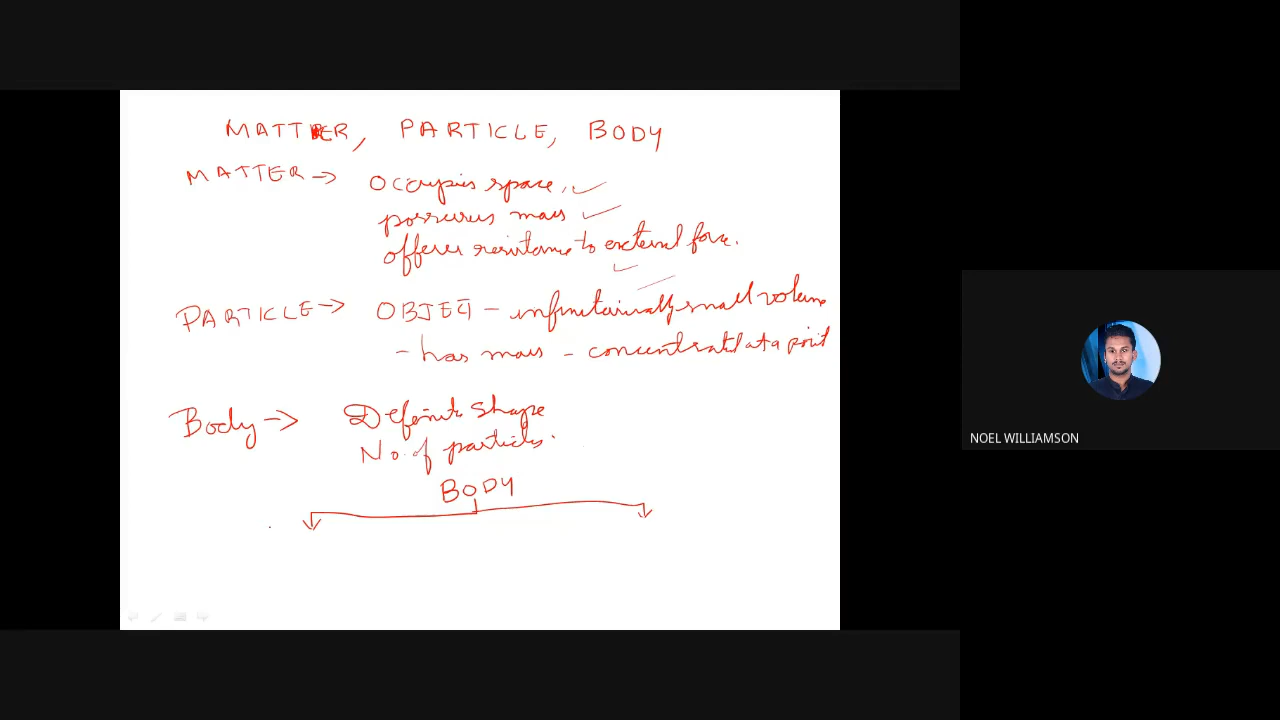 MATTER, PARTICLE, BODY
MATTER → Occupies space, ✓
possesses mass ✓
offers resistance to external force.
PARTICLE → OBJECT - infinitesimally small volume
- has mass - concentrated at a point
Body → Definite Shape
No. of particles.
BODY
NOEL WILLIAMSON